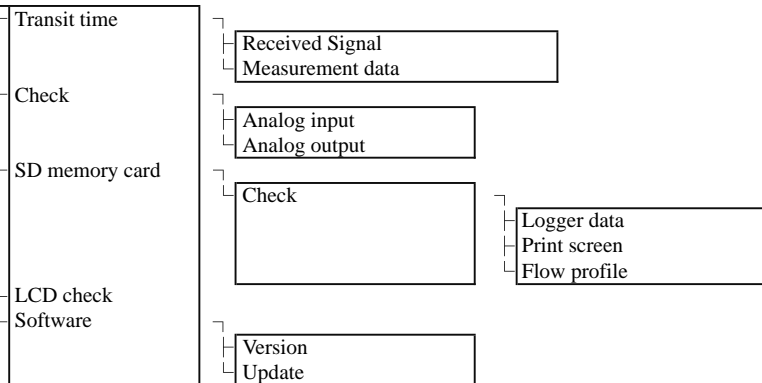 Transit time
Received Signal
Measurement data
Check
Analog input
Analog output
SD memory card
Check
Logger data
Print screen
Flow profile
LCD check
Software
Version
Update